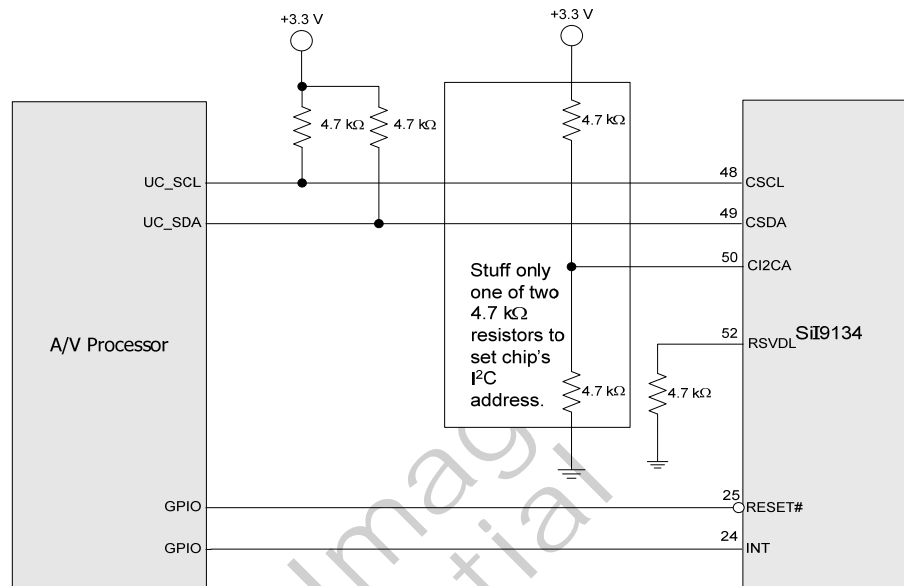 +3.3 V
+3.3 V
4.7 kΩ
4.7 kΩ
4.7 kΩ
UC_SCL
48
CSCL
UC_SDA
49
CSDA
50
CI2CA
Stuff only
one of two
4.7 kΩ
resistors to
set chip's
I²C
address.
A/V Processor
52
RSVDL
SiI9134
4.7 kΩ
4.7 kΩ
GPIO
25
RESET#
GPIO
24
INT